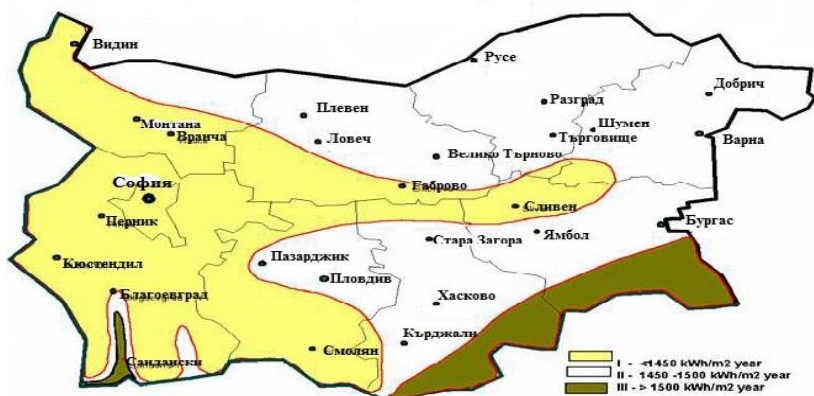 Видин
Русе
Добрич
Плевен
Разград
Шумен
Монтана
Вранча
Ловеч
Търговище
Варна
Велико Търново
София
Габрово
Сливен
Перник
Бургас
Стара Загора
Ямбол
Кюстендил
Пазарджик
Пловдив
Благоевград
Хасково
Кърджали
Сандански
Смолян
I - <1450 kWh/m2 year
II - 1450 -1500 kWh/m2 year
III - > 1500 kWh/m2 year